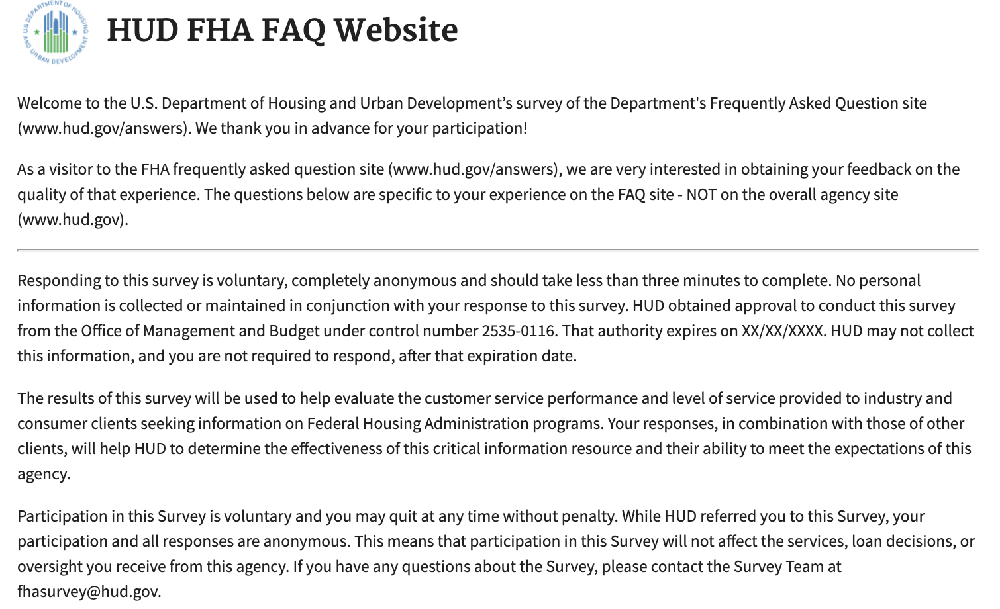 U.S. DEPARTMENT OF HOUSING
AND URBAN DEVELOPMENT
HUD FHA FAQ Website
Welcome to the U.S. Department of Housing and Urban Development’s survey of the Department's Frequently Asked Question site
(www.hud.gov/answers). We thank you in advance for your participation!
As a visitor to the FHA frequently asked question site (www.hud.gov/answers), we are very interested in obtaining your feedback on the
quality of that experience. The questions below are specific to your experience on the FAQ site - NOT on the overall agency site
(www.hud.gov).
Responding to this survey is voluntary, completely anonymous and should take less than three minutes to complete. No personal
information is collected or maintained in conjunction with your response to this survey. HUD obtained approval to conduct this survey
from the Office of Management and Budget under control number 2535-0116. That authority expires on XX/XX/XXXX. HUD may not collect
this information, and you are not required to respond, after that expiration date.
The results of this survey will be used to help evaluate the customer service performance and level of service provided to industry and
consumer clients seeking information on Federal Housing Administration programs. Your responses, in combination with those of other
clients, will help HUD to determine the effectiveness of this critical information resource and their ability to meet the expectations of this
agency.
Participation in this Survey is voluntary and you may quit at any time without penalty. While HUD referred you to this Survey, your
participation and all responses are anonymous. This means that participation in this Survey will not affect the services, loan decisions, or
oversight you receive from this agency. If you have any questions about the Survey, please contact the Survey Team at
fhasurvey@hud.gov.